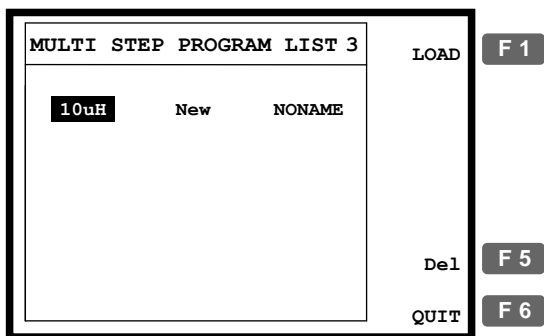 MULTI STEP PROGRAM LIST 3
LOAD F 1
10uH New NONAME
Del F 5
QUIT F 6